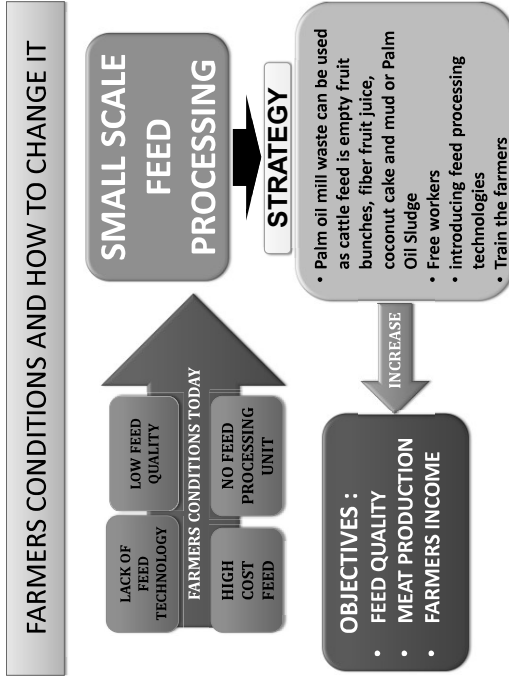 FARMERS CONDITIONS AND HOW TO CHANGE IT
LACK OF
FEED
TECHNOLOGY
LOW FEED
QUALITY
FARMERS CONDITIONS TODAY
HIGH
COST
FEED
NO FEED
PROCESSING
UNIT
SMALL SCALE
FEED
PROCESSING
STRATEGY
• Palm oil mill waste can be used
as cattle feed is empty fruit
bunches, fiber fruit juice,
coconut cake and mud or Palm
Oil Sludge
• Free workers
• introducing feed processing
technologies
• Train the farmers
INCREASE
OBJECTIVES :
• FEED QUALITY
• MEAT PRODUCTION
• FARMERS INCOME